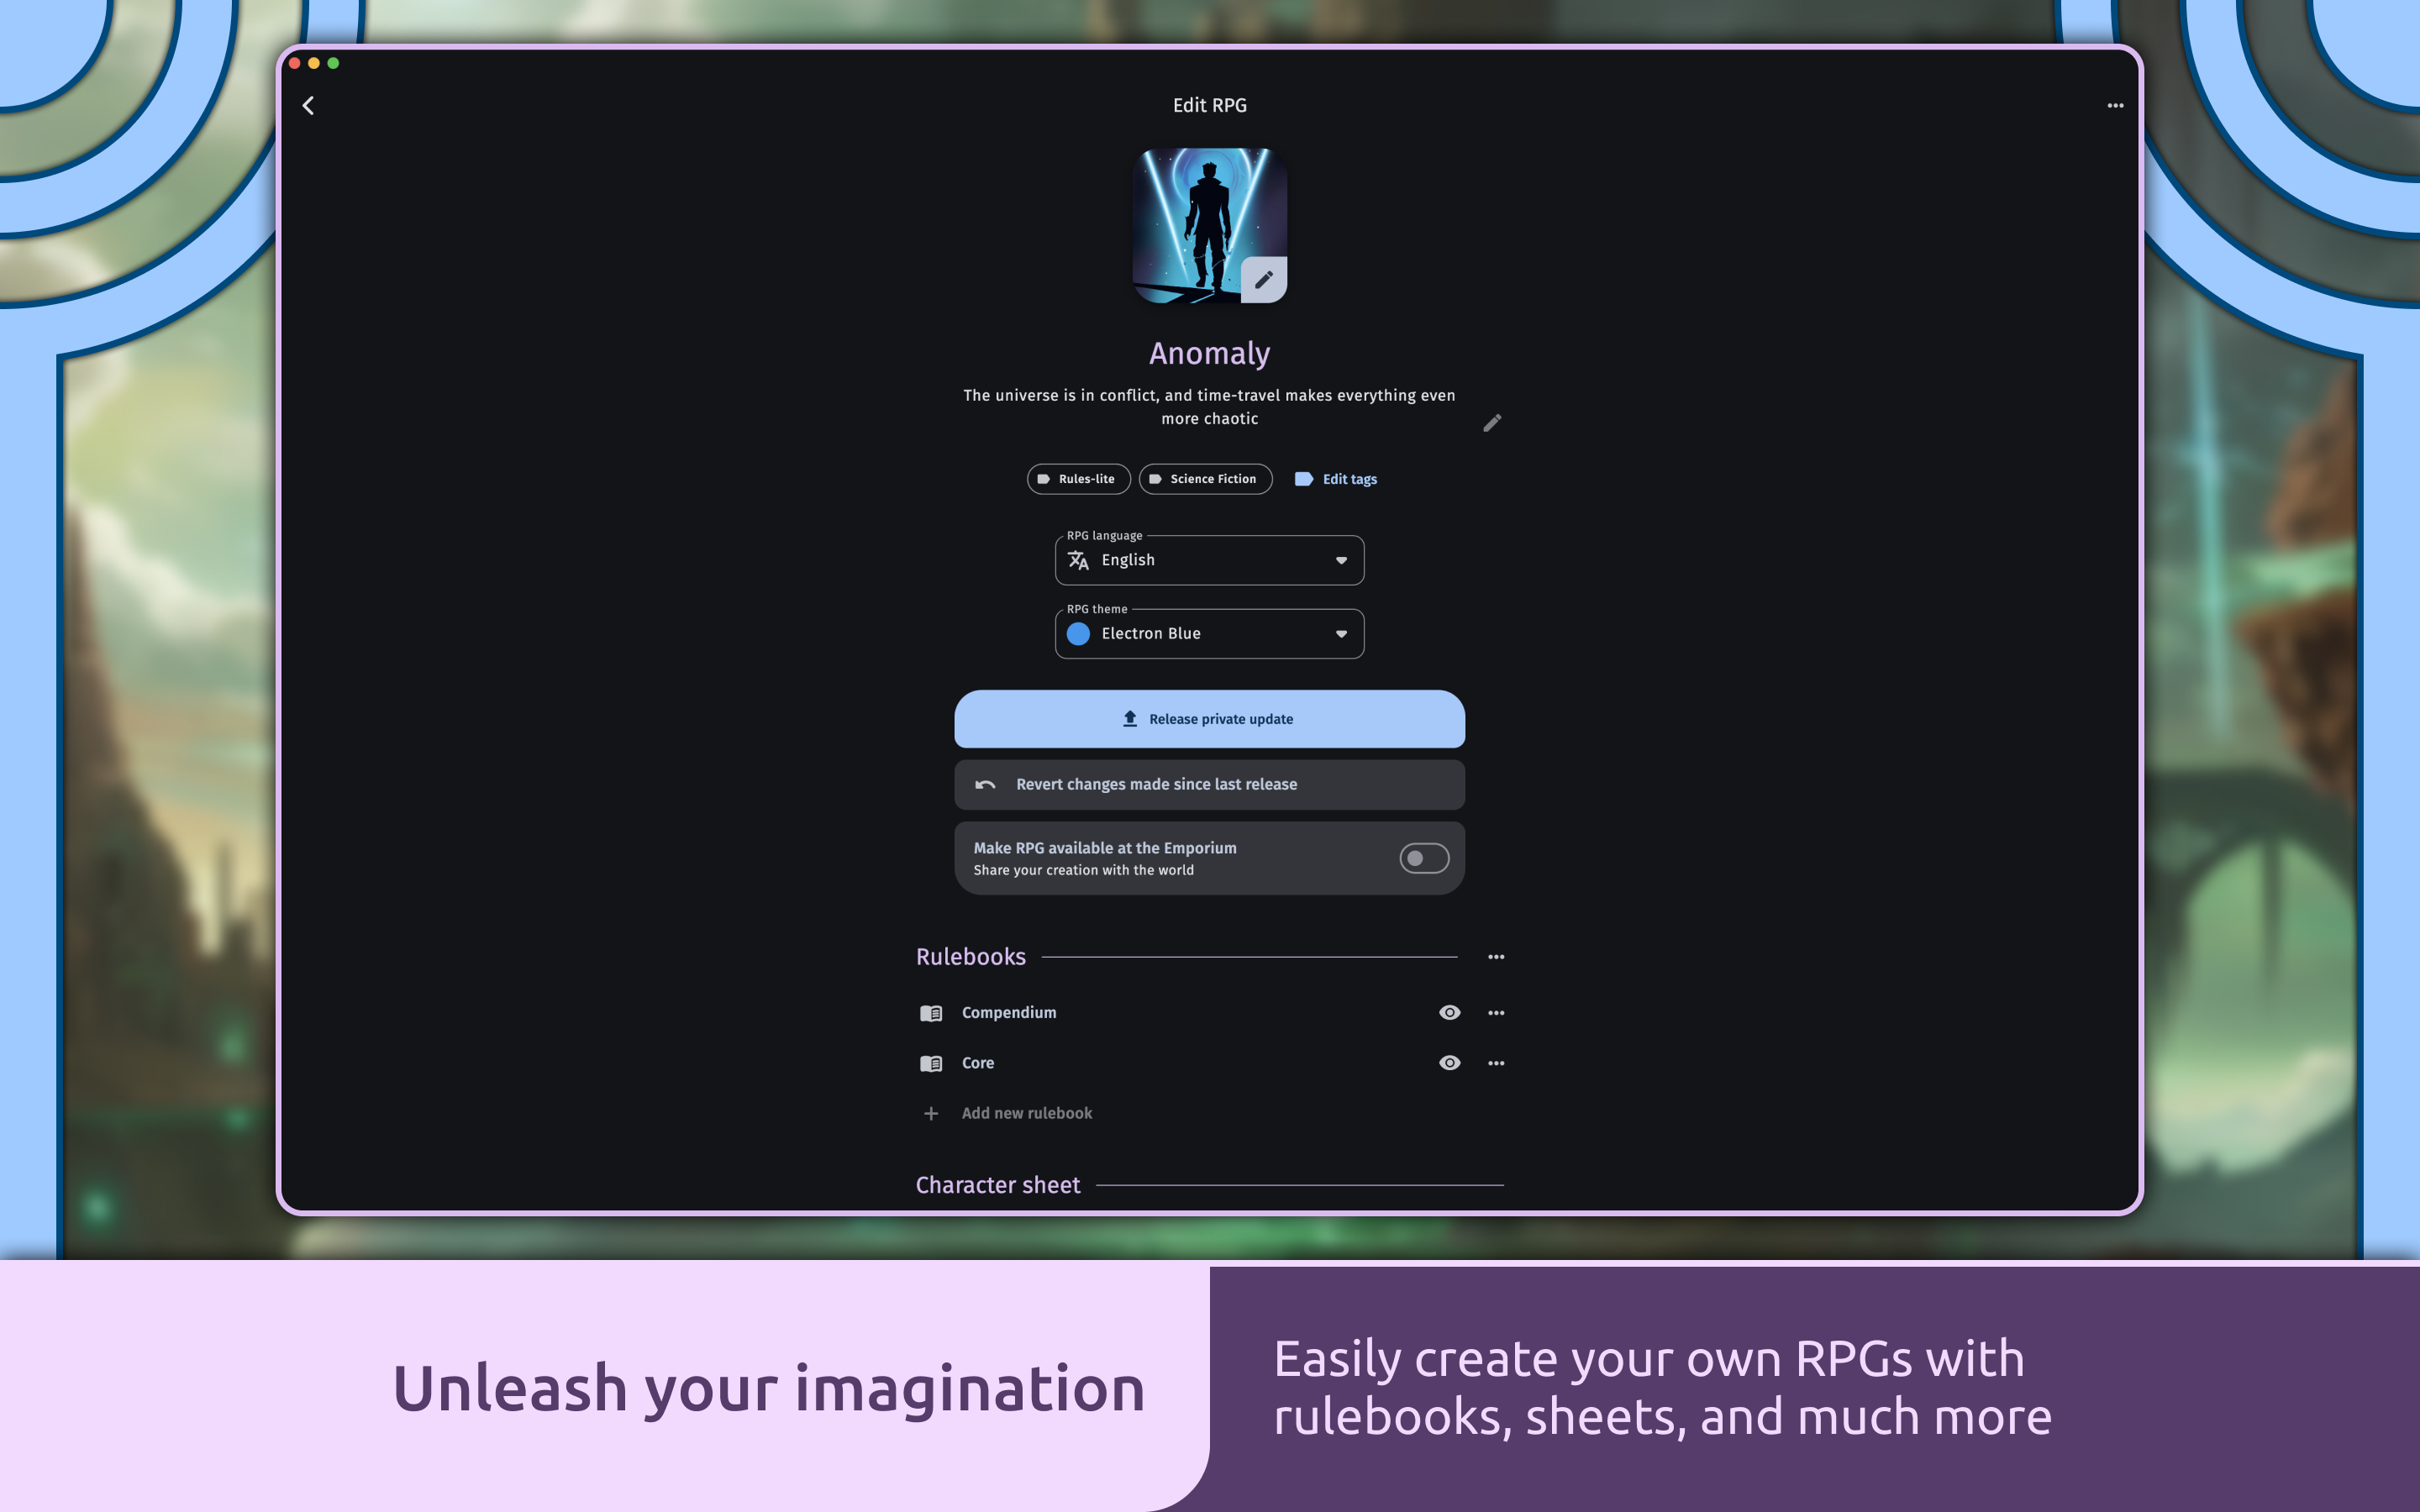 Edit RPG
Anomaly
The universe is in conflict, and time-travel makes everything even
more chaotic
Rules-lite
Science Fiction
Edit tags
RPG language
English
RPG theme
Electron Blue
Release private update
Revert changes made since last release
Make RPG available at the Emporium
Share your creation with the world
Rulebooks
Compendium
Core
Add new rulebook
Character sheet
Unleash your imagination
Easily create your own RPGs with
rulebooks, sheets, and much more